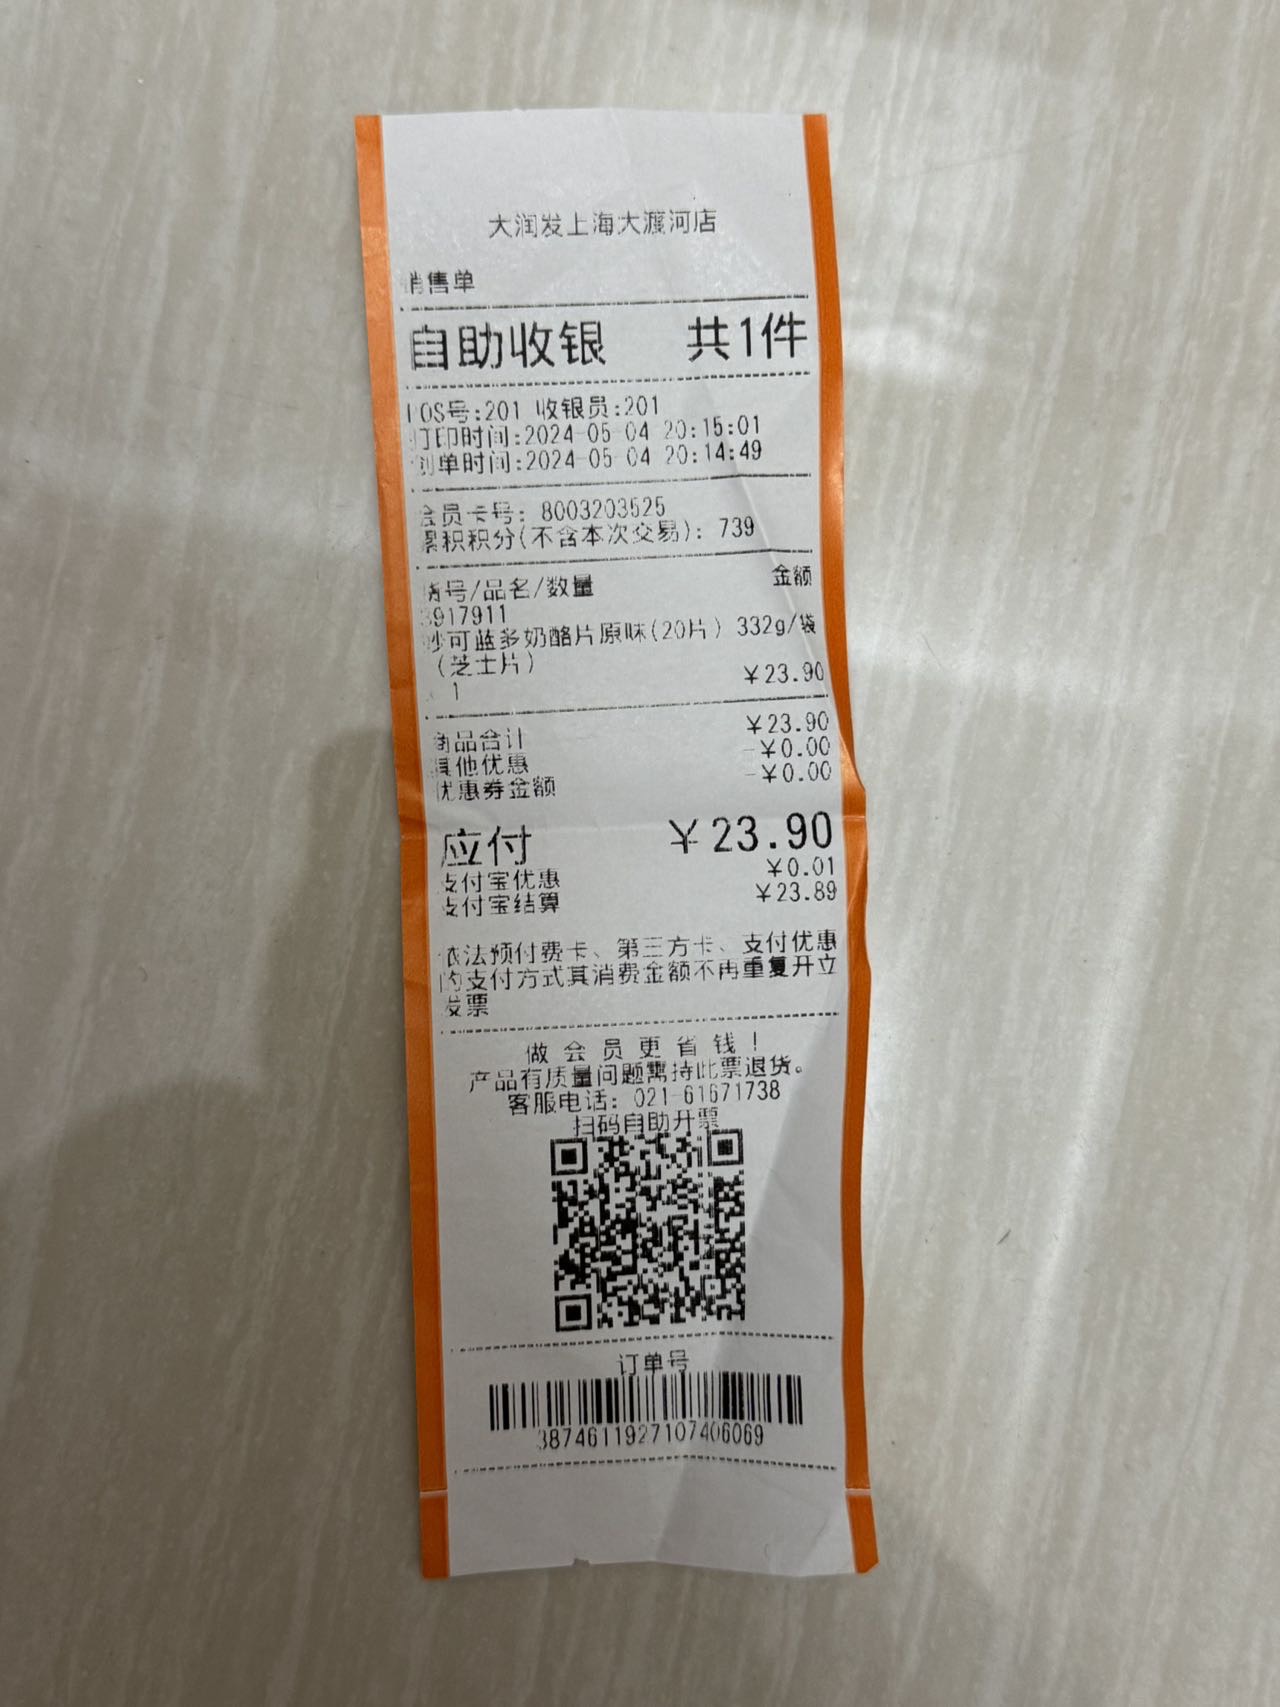 大润发上海大渡河店
销售单
自助收银 共1件
POS号:201 收银员:201
打印时间:2024-05-04 20:15:01
创单时间:2024-05-04 20:14:49
会员卡号: 8003203525
累积积分(不含本次交易): 739
货号/品名/数量 金额
3917911
妙可蓝多奶酪片原味(20片) 332g/袋
(芝士片)
1 ¥23.90
商品合计 ¥23.90
其他优惠 -¥0.00
优惠券金额 -¥0.00
应付 ¥23.90
支付宝优惠 ¥0.01
支付宝结算 ¥23.89
依法预付费卡、第三方卡、支付优惠
的支付方式其消费金额不再重复开立
发票
做会员更省钱!
产品有质量问题需持此票退货。
客服电话: 021-61671738
扫码自助开票
订单号
3874611927107406069